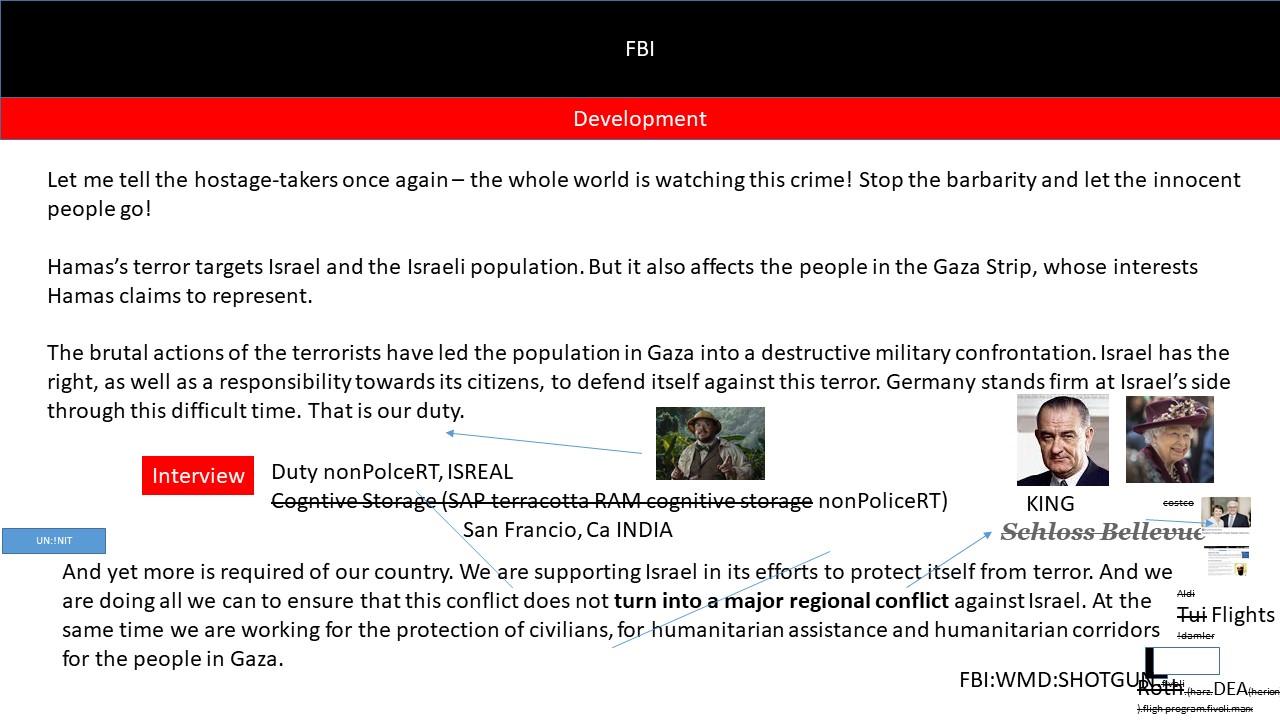 FBI
Development
Let me tell the hostage-takers once again – the whole world is watching this crime! Stop the barbarity and let the innocent
people go!
Hamas’s terror targets Israel and the Israeli population. But it also affects the people in the Gaza Strip, whose interests
Hamas claims to represent.
The brutal actions of the terrorists have led the population in Gaza into a destructive military confrontation. Israel has the
right, as well as a responsibility towards its citizens, to defend itself against this terror. Germany stands firm at Israel’s side
through this difficult time. That is our duty.
Interview
Duty nonPolceRT, ISREAL
Cogntive Storage (SAP terracotta RAM cognitive storage nonPoliceRT)
San Francio, Ca INDIA
KING
costco
Schloss Bellevue
UN:!NIT
And yet more is required of our country. We are supporting Israel in its efforts to protect itself from terror. And we
are doing all we can to ensure that this conflict does not turn into a major regional conflict against Israel. At the
same time we are working for the protection of civilians, for humanitarian assistance and humanitarian corridors
for the people in Gaza.
Aldi
Tui Flights
!damler
FBI:WMD:SHOTGUN
.fivoli
Roth.(harz.DEA(herion
).fligh program.fivoli.marx